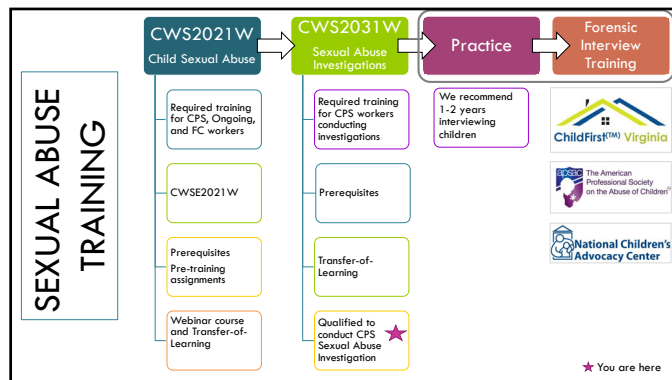 SEXUAL ABUSE
TRAINING
CWS2021W
Child Sexual Abuse
Required training
for CPS, Ongoing,
and FC workers
CWSE2021W
Prerequisites
Pre-training
assignments
Webinar course
and Transfer-of-
Learning
CWS2031W
Sexual Abuse
Investigations
Required training
for CPS workers
conducting
investigations
Prerequisites
Transfer-of-
Learning
Qualified to
conduct CPS
Sexual Abuse
Investigation
Practice
We recommend
1-2 years
interviewing
children
Forensic
Interview
Training
ChildFirst(TM) Virginia
apsac
The American
Professional Society
on the Abuse of Children
National Children's
Advocacy Center
You are here